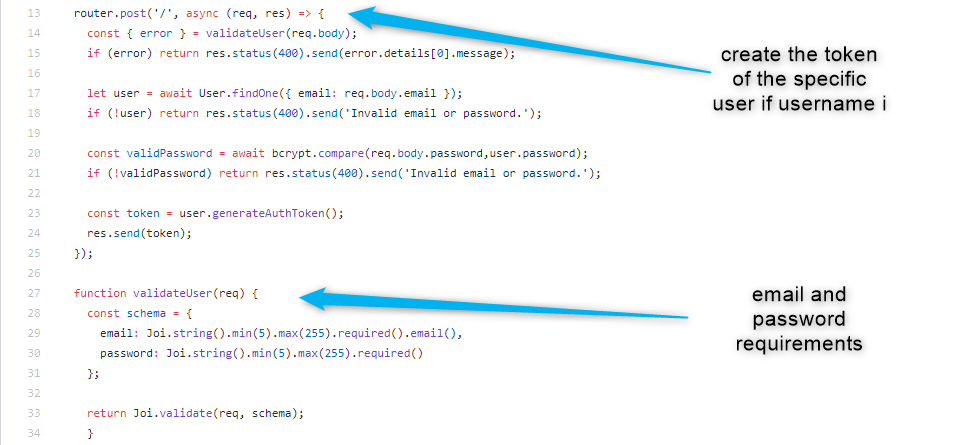 13 router.post('/', async (req, res) => {
14 const { error } = validateUser(req.body);
15 if (error) return res.status(400).send(error.details[0].message);
16
17 let user = await User.findOne({ email: req.body.email });
18 if (!user) return res.status(400).send('Invalid email or password.');
19
20 const validPassword = await bcrypt.compare(req.body.password,user.password);
21 if (!validPassword) return res.status(400).send('Invalid email or password.');
22
23 const token = user.generateAuthToken();
24 res.send(token);
25 });
26
27 function validateUser(req) {
28 const schema = {
29 email: Joi.string().min(5).max(255).required().email(),
30 password: Joi.string().min(5).max(255).required()
31 };
32
33 return Joi.validate(req, schema);
34 }
create the token
of the specific
user if username i
email and
password
requirements